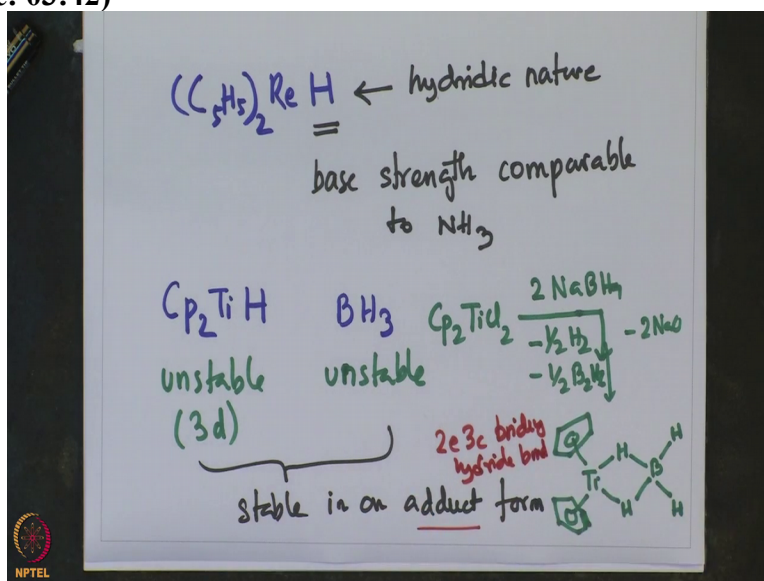 (C5H5)2 Re H ← hydridic nature
base strength comparable
to NH3
Cp2TiH BH3
unstable unstable
(3d)
stable in an adduct form
Cp2TiCl2 2 NaBH4
-½ H2
-½ B2H6
2e 3c bridging
hydride bond
Ti H B H
H H
NPTEL